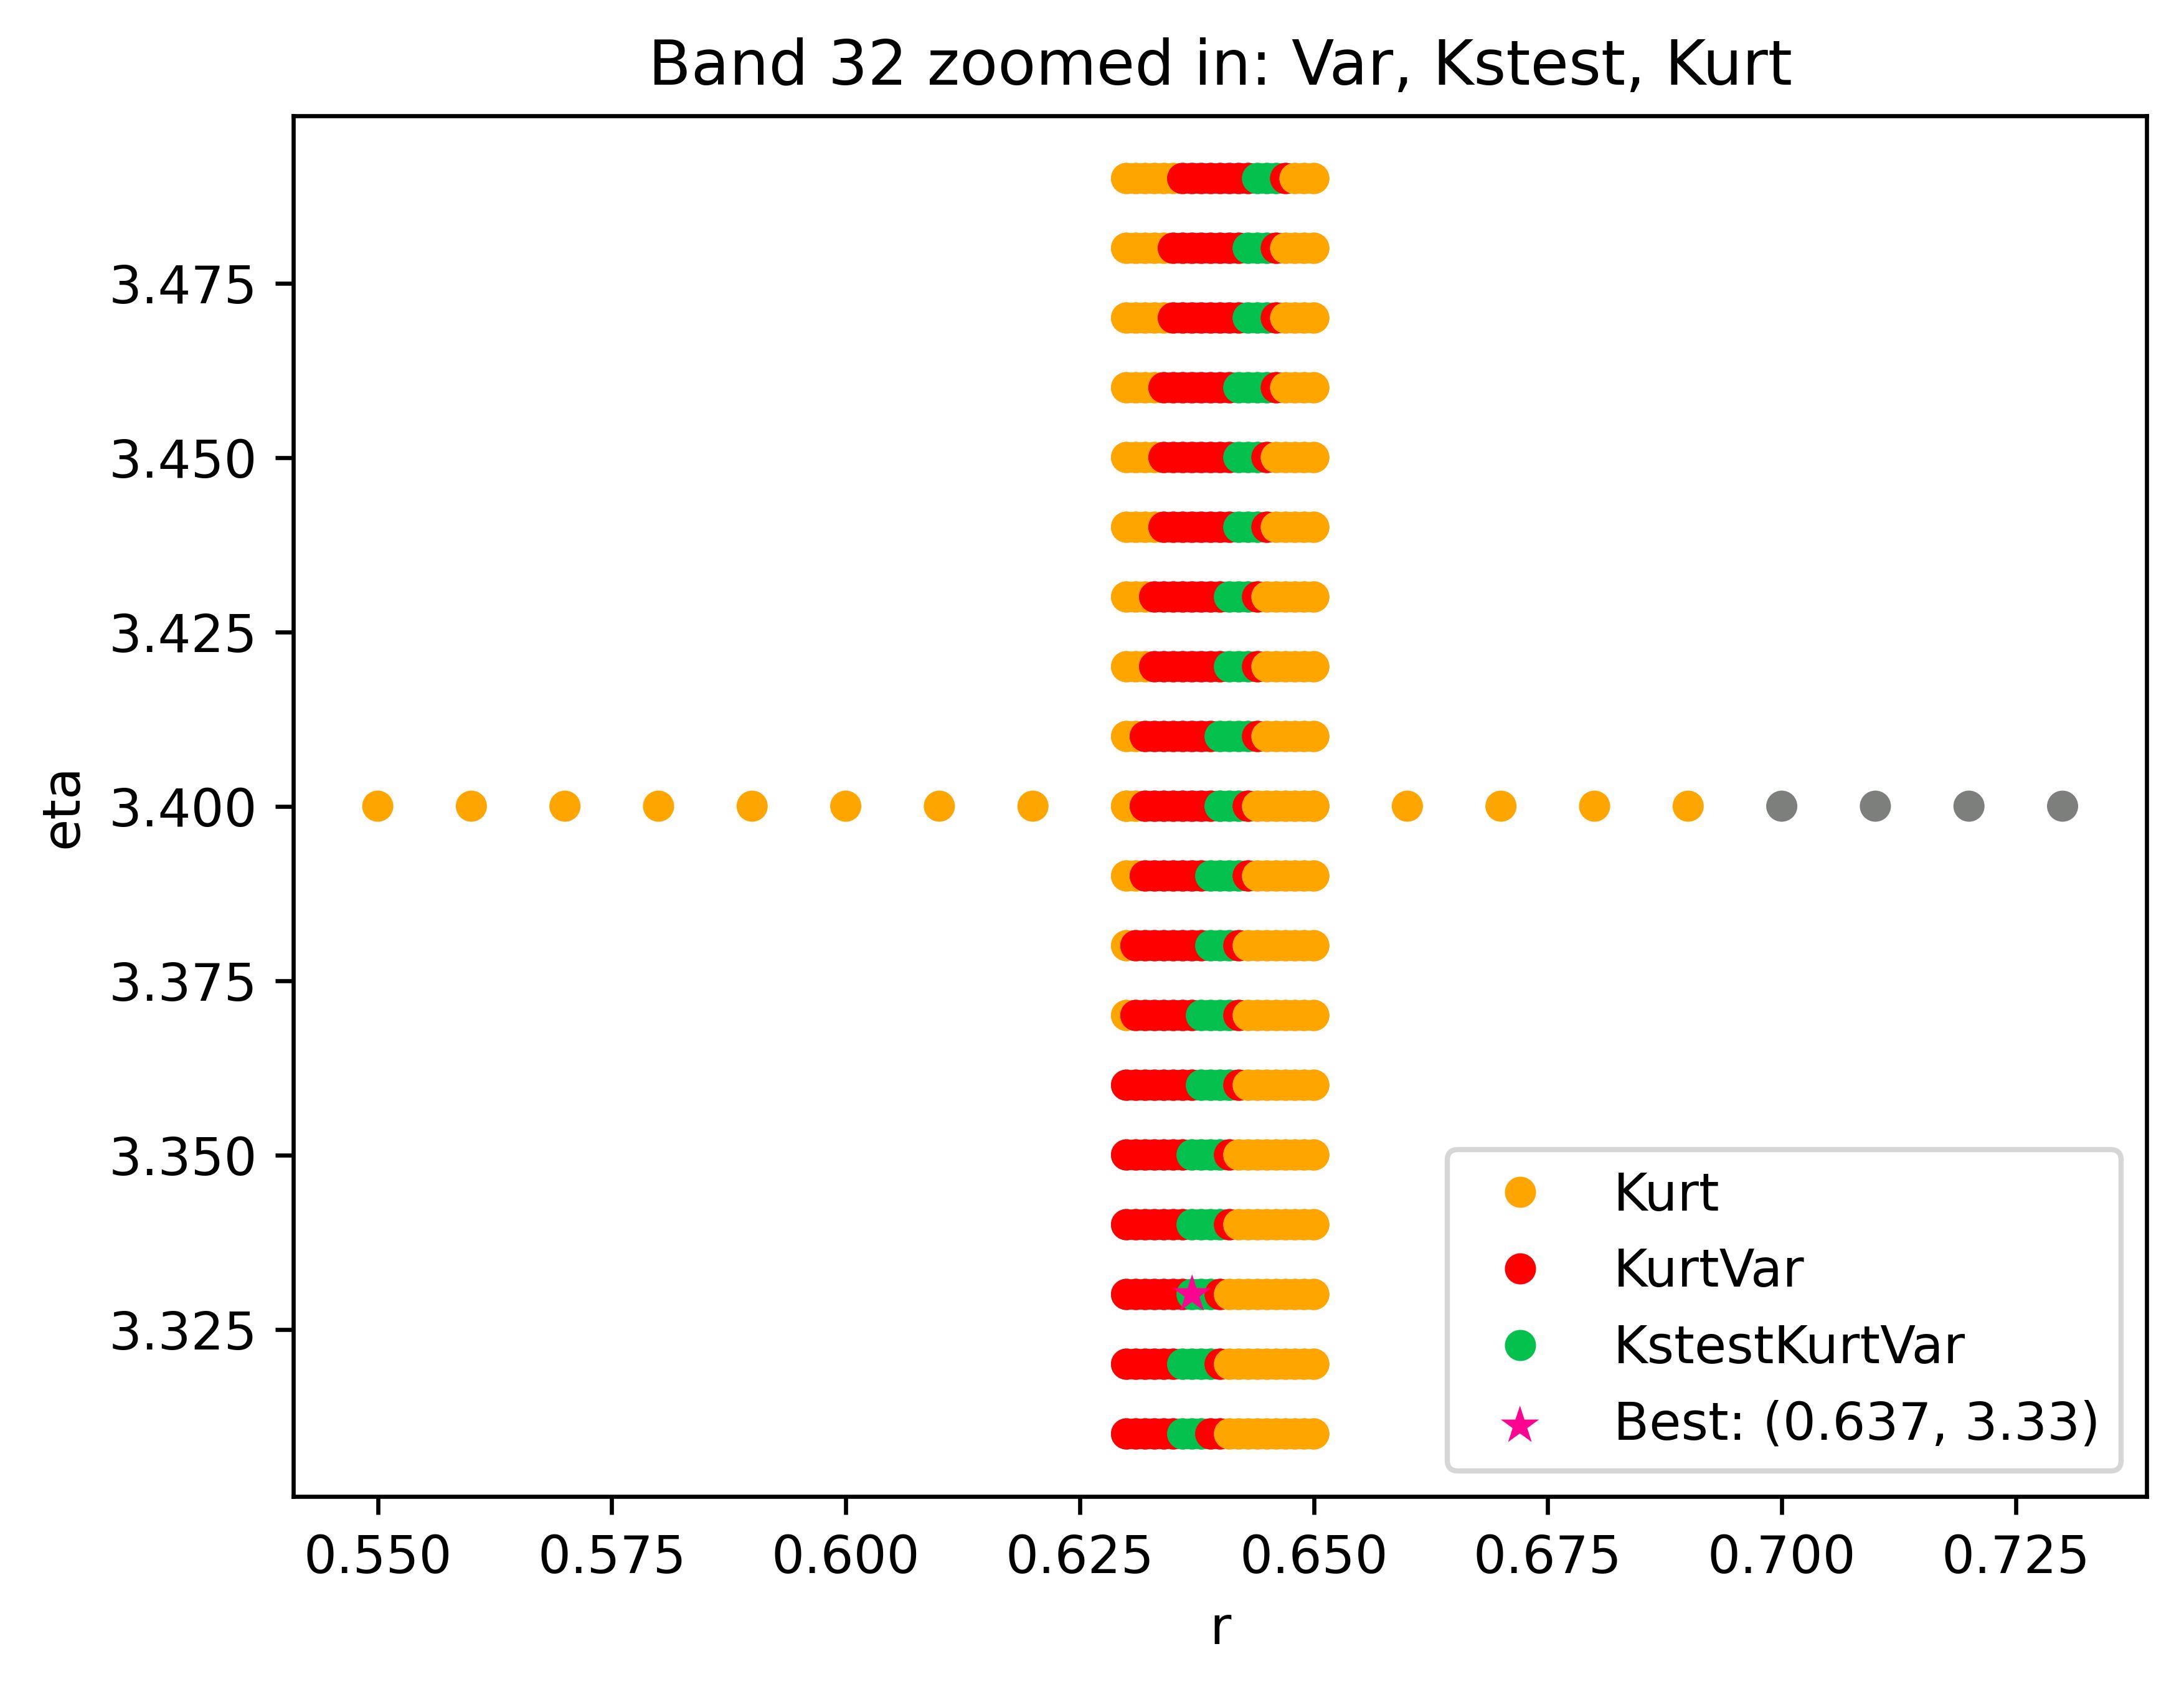 Band 32 zoomed in: Var, Kstest, Kurt
eta
3.475
3.450
3.425
3.400
3.375
3.350
3.325
Kurt
KurtVar
KstestKurtVar
Best: (0.637, 3.33)
0.550 0.575 0.600 0.625 0.650 0.675 0.700 0.725
r